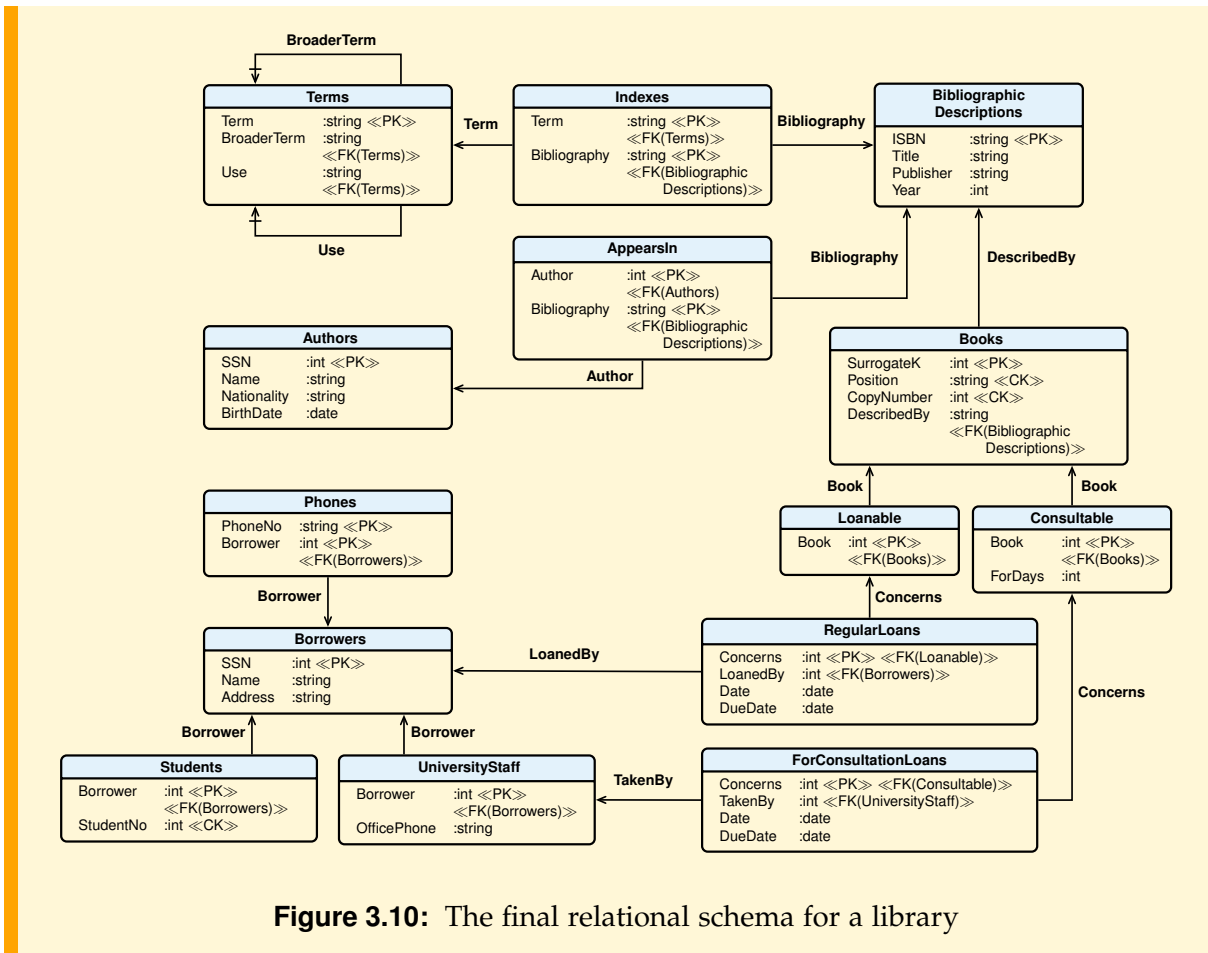 BroaderTerm
Terms
Term :string ≪PK≫
BroaderTerm :string
≪FK(Terms)≫
Use :string
≪FK(Terms)≫
Use
Term
Indexes
Term :string ≪PK≫
≪FK(Terms)≫
Bibliography :string ≪PK≫
≪FK(Bibliographic
Descriptions)≫
Bibliography
Bibliographic
Descriptions
ISBN :string ≪PK≫
Title :string
Publisher :string
Year :int
AppearsIn
Author :int ≪PK≫
≪FK(Authors)
Bibliography :string ≪PK≫
≪FK(Bibliographic
Descriptions)≫
Bibliography
DescribedBy
Authors
SSN :int ≪PK≫
Name :string
Nationality :string
BirthDate :date
Author
Books
SurrogateK :int ≪PK≫
Position :string ≪CK≫
CopyNumber :int ≪CK≫
DescribedBy :string
≪FK(Bibliographic
Descriptions)≫
Book
Book
Phones
PhoneNo :string ≪PK≫
Borrower :int ≪PK≫
≪FK(Borrowers)≫
Borrower
Loanable
Book :int ≪PK≫
≪FK(Books)≫
Consultable
Book :int ≪PK≫
≪FK(Books)≫
ForDays :int
Concerns
Borrowers
SSN :int ≪PK≫
Name :string
Address :string
LoanedBy
RegularLoans
Concerns :int ≪PK≫ ≪FK(Loanable)≫
LoanedBy :int ≪FK(Borrowers)≫
Date :date
DueDate :date
Concerns
Borrower
Borrower
Students
Borrower :int ≪PK≫
≪FK(Borrowers)≫
StudentNo :int ≪CK≫
UniversityStaff
Borrower :int ≪PK≫
≪FK(Borrowers)≫
OfficePhone :string
TakenBy
ForConsultationLoans
Concerns :int ≪PK≫ ≪FK(Consultable)≫
TakenBy :int ≪FK(UniversityStaff)≫
Date :date
DueDate :date
Figure 3.10: The final relational schema for a library